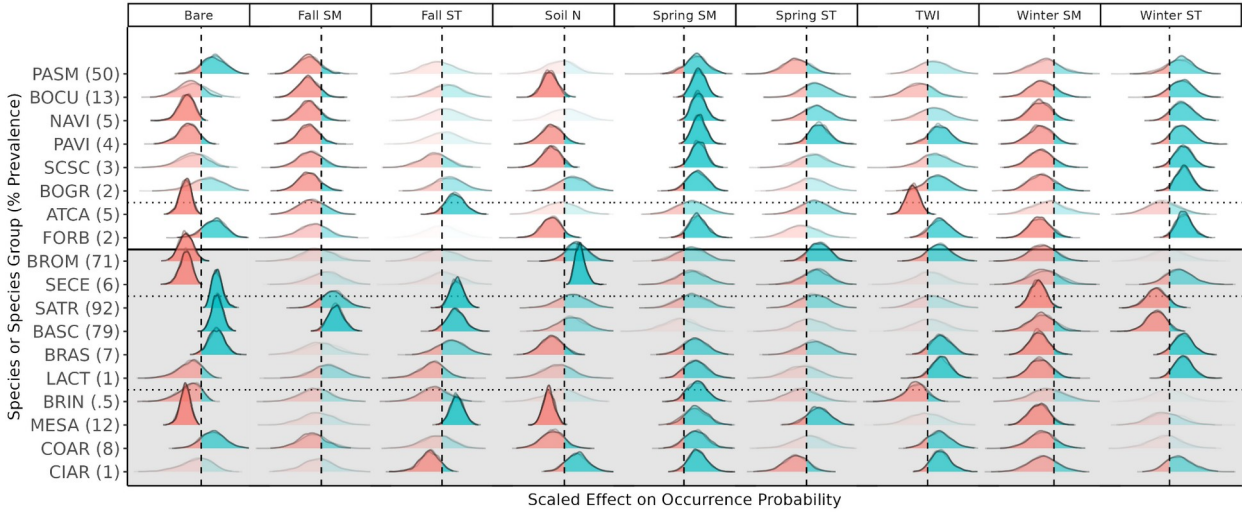 Bare Fall SM Fall ST Soil N Spring SM Spring ST TWI Winter SM Winter ST
Species or Species Group (% Prevalence)
PASM (50)
BOCU (13)
NAVI (5)
PAVI (4)
SCSC (3)
BOGR (2)
ATCA (5)
FORB (2)
BROM (71)
SECE (6)
SATR (92)
BASC (79)
BRAS (7)
LACT (1)
BRIN (.5)
MESA (12)
COAR (8)
CIAR (1)
Scaled Effect on Occurrence Probability